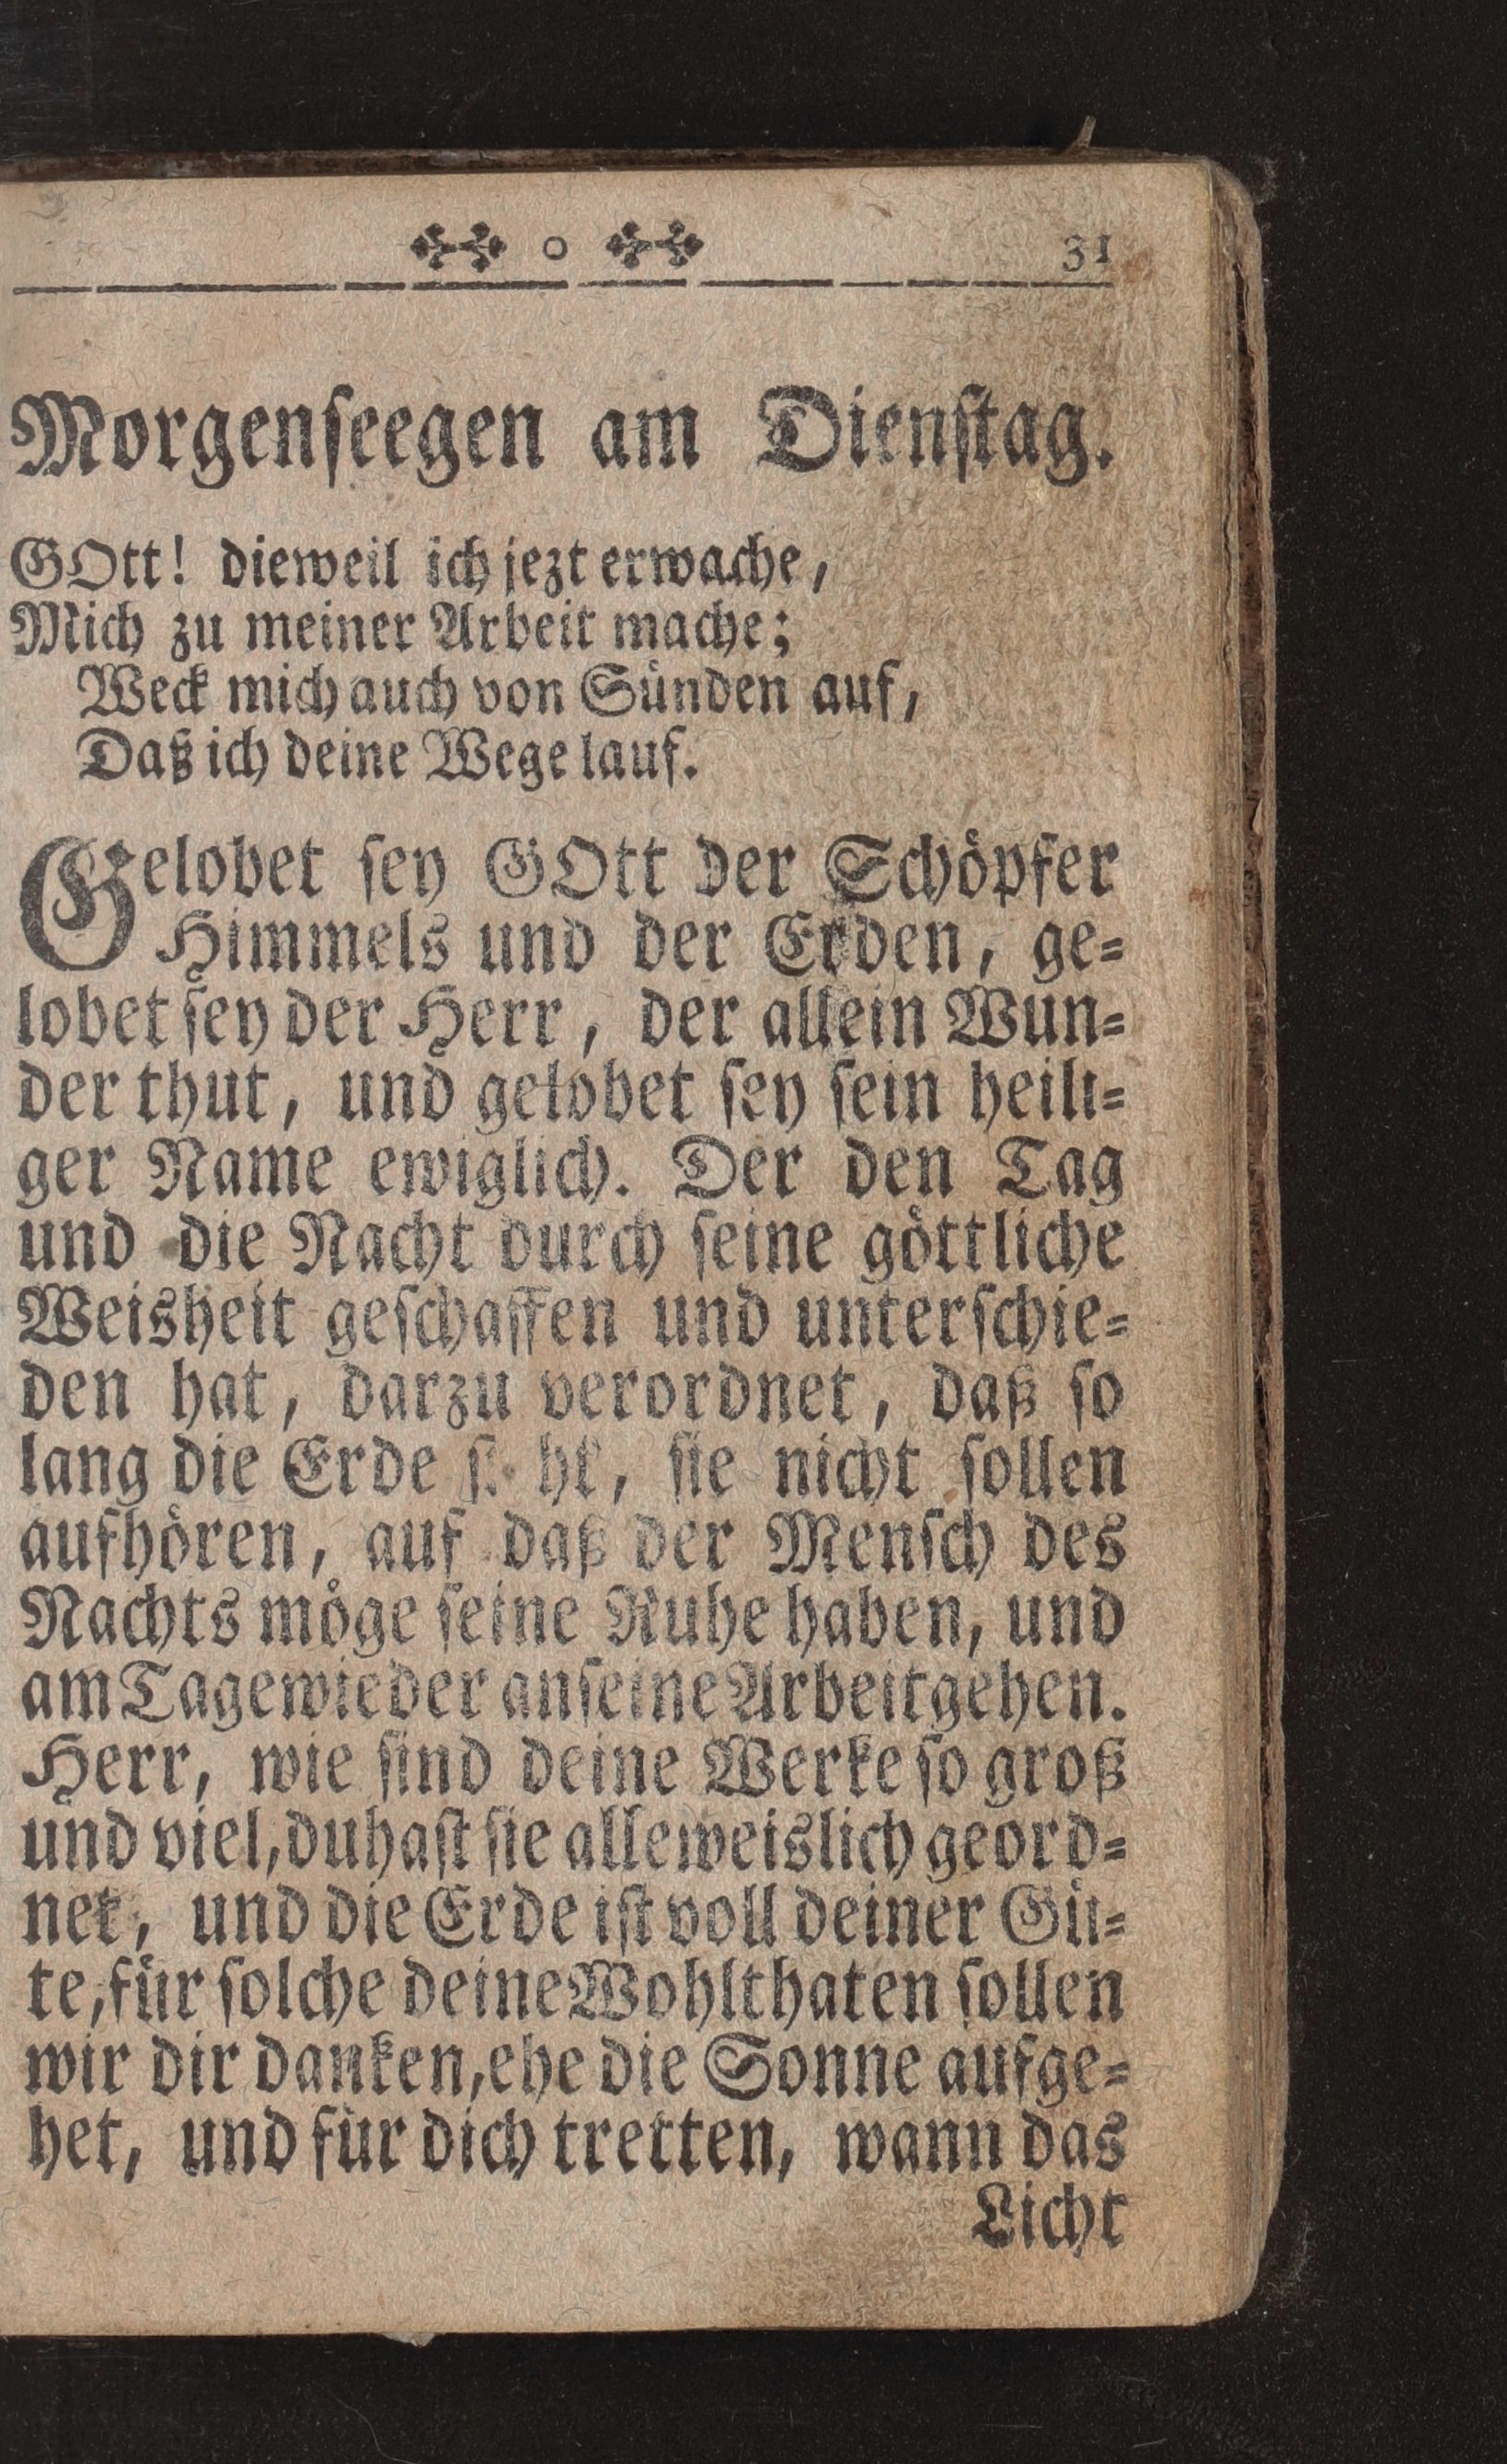 31
Morgenseegen am Dienstag.
GOtt! dieweil ich jezt erwache,
Mich zu meiner Arbeit mache;
Weck mich auch von Sünden auf,
Daß ich deine Wege lauf.
Gelobet sey GOtt der Schöpfer
Himmels und der Erden, ge-
lobet sey der Herr, der allein Wun-
der thut, und gelobet sey sein heili-
ger Name ewiglich. Der den Tag
und die Nacht durch seine göttliche
Weisheit geschaffen und unterschie-
den hat, darzu verordnet, daß so
lang die Erde , sie nicht sollen
aufhören, auf daß der Mensch des
Nachts möge seine Ruhe haben, und
am Tage wieder an seine Arbeit gehen.
Herr, wie sind deine Werke so groß
und viel, du hast sie alle weislich geord-
net, und die Erde ist voll deiner Gü-
te, für solche deine Wohlthaten sollen
wir dir danken, ehe die Sonne aufge-
het, und für dich tretten, wann das
Licht